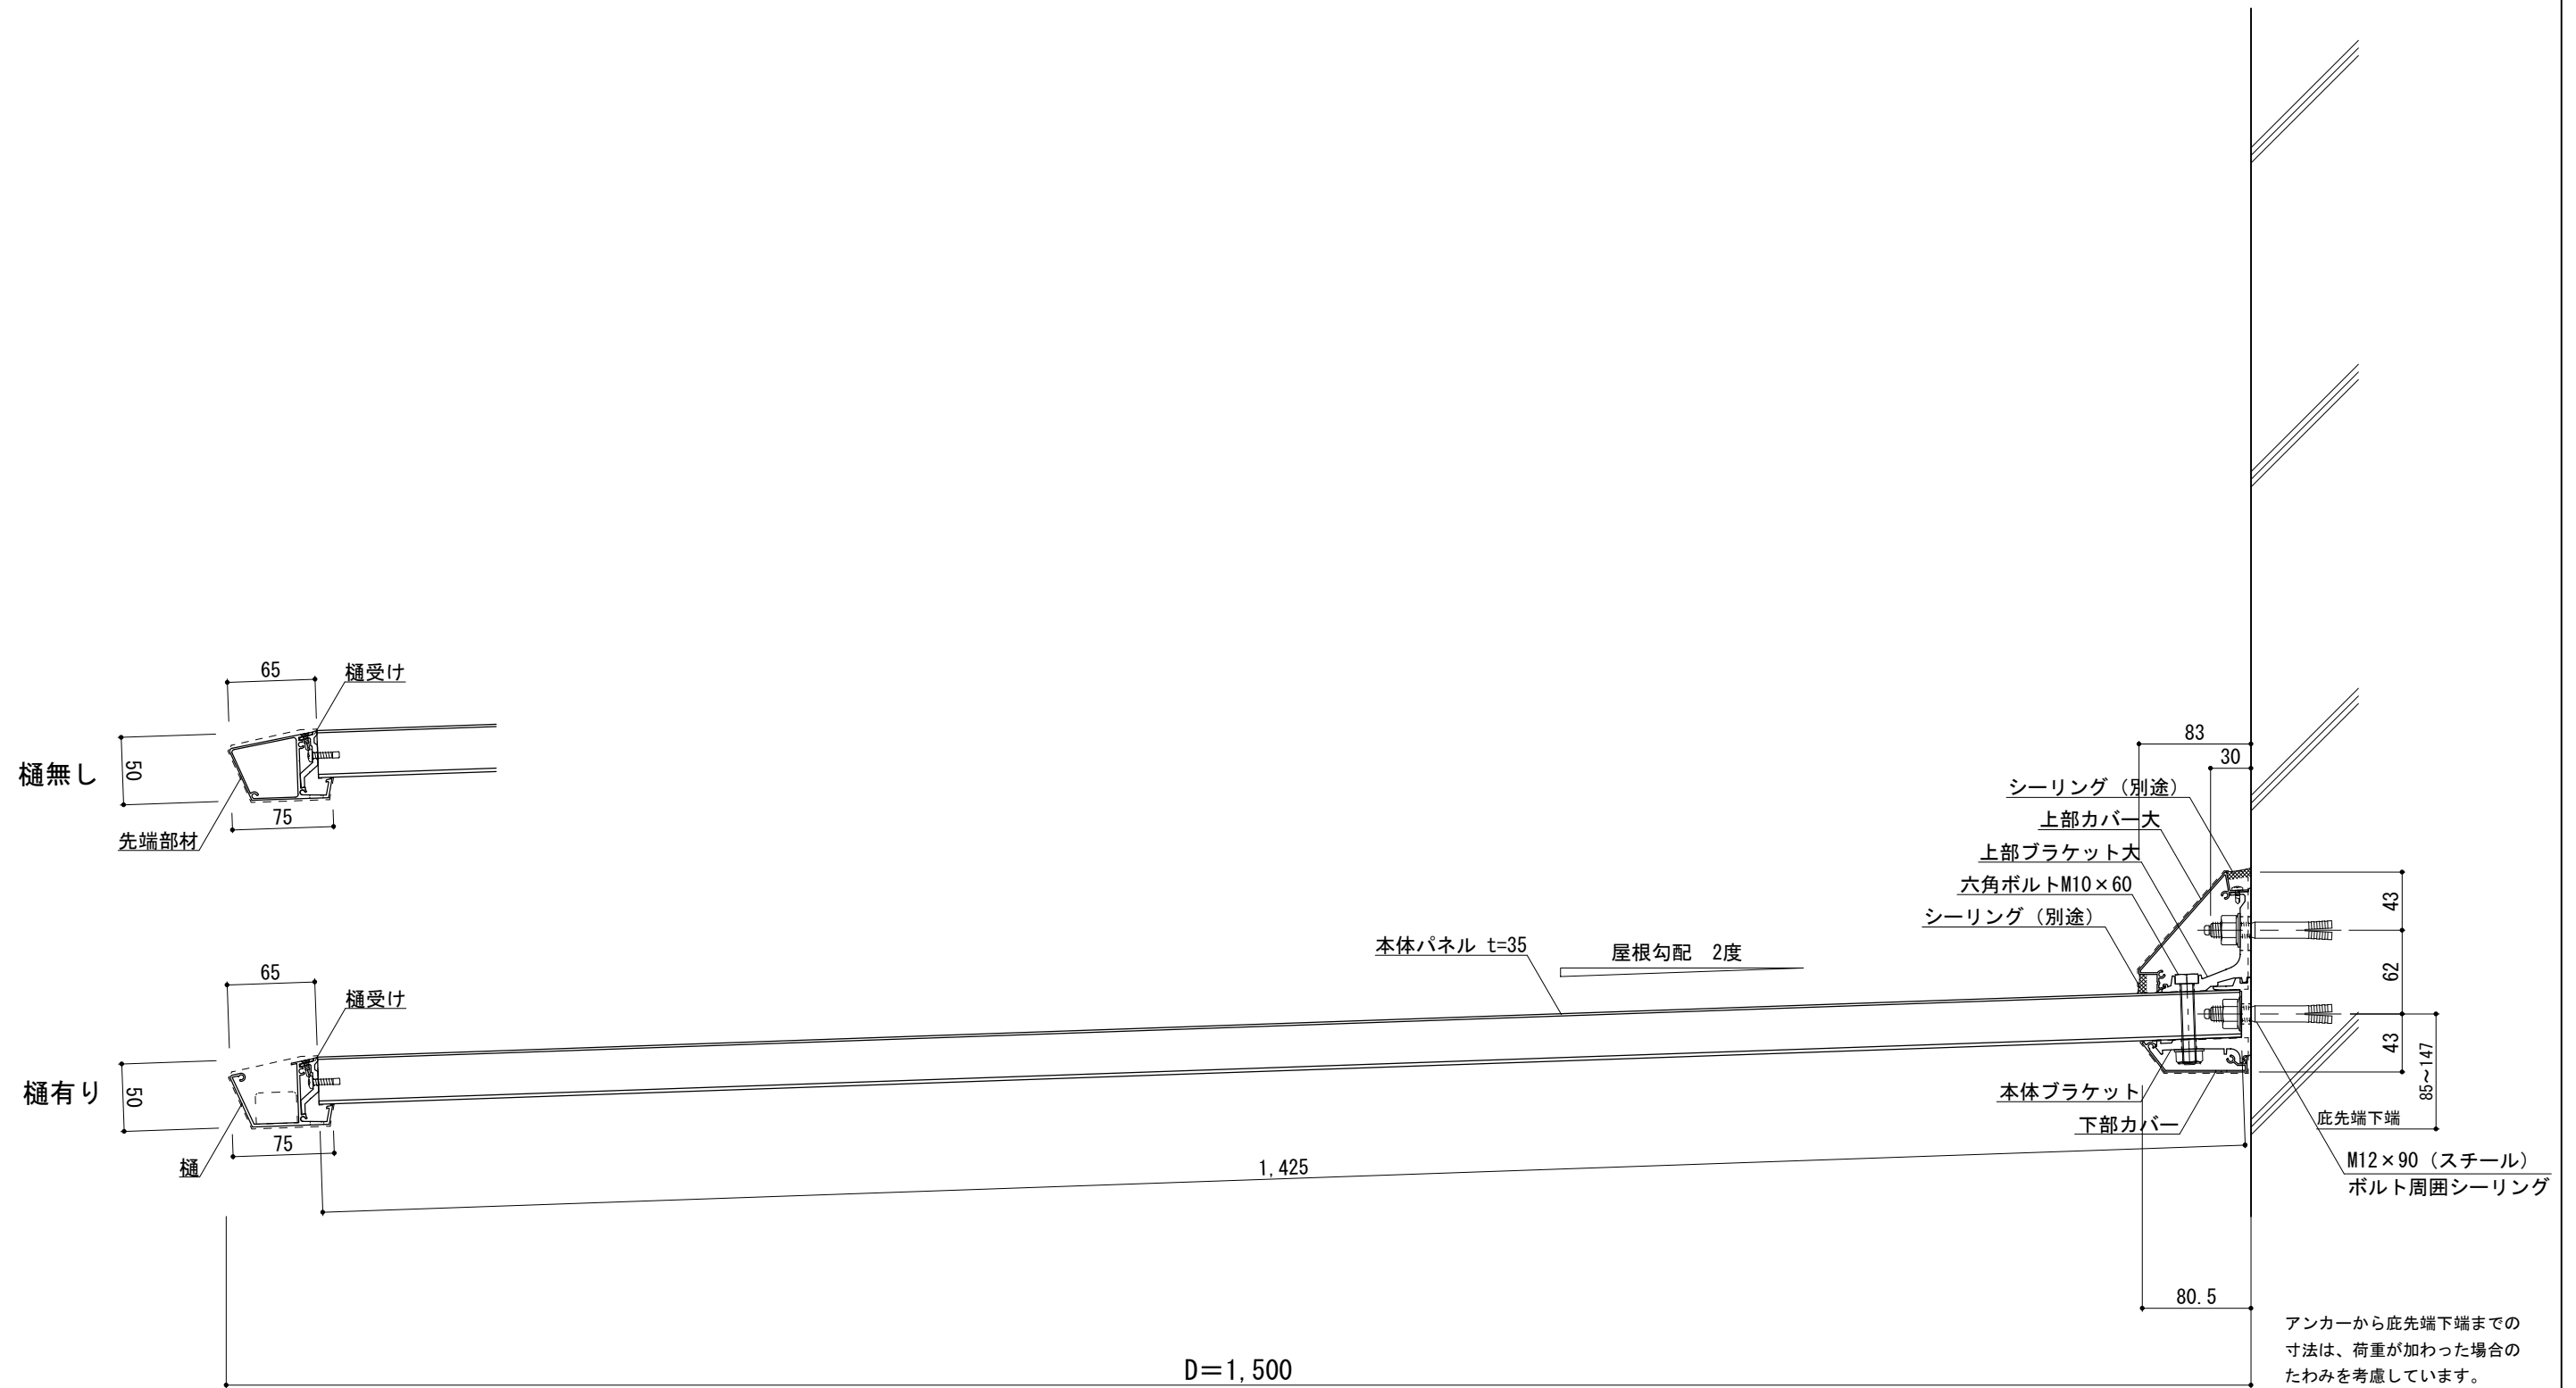 65
樋受け
樋無し
50
75
先端部材
83
30
シーリング（別途）
上部カバー大
上部ブラケット大
六角ボルトM10×60
シーリング（別途）
本体パネル t=35
屋根勾配 2度
43
62
43
85～147
65
樋受け
樋有り
50
75
樋
本体ブラケット
下部カバー
庇先端下端
1,425
M12×90（スチール）
ボルト周囲シーリング
80.5
D＝1,500
アンカーから庇先端下端までの
寸法は、荷重が加わった場合の
たわみを考慮しています。